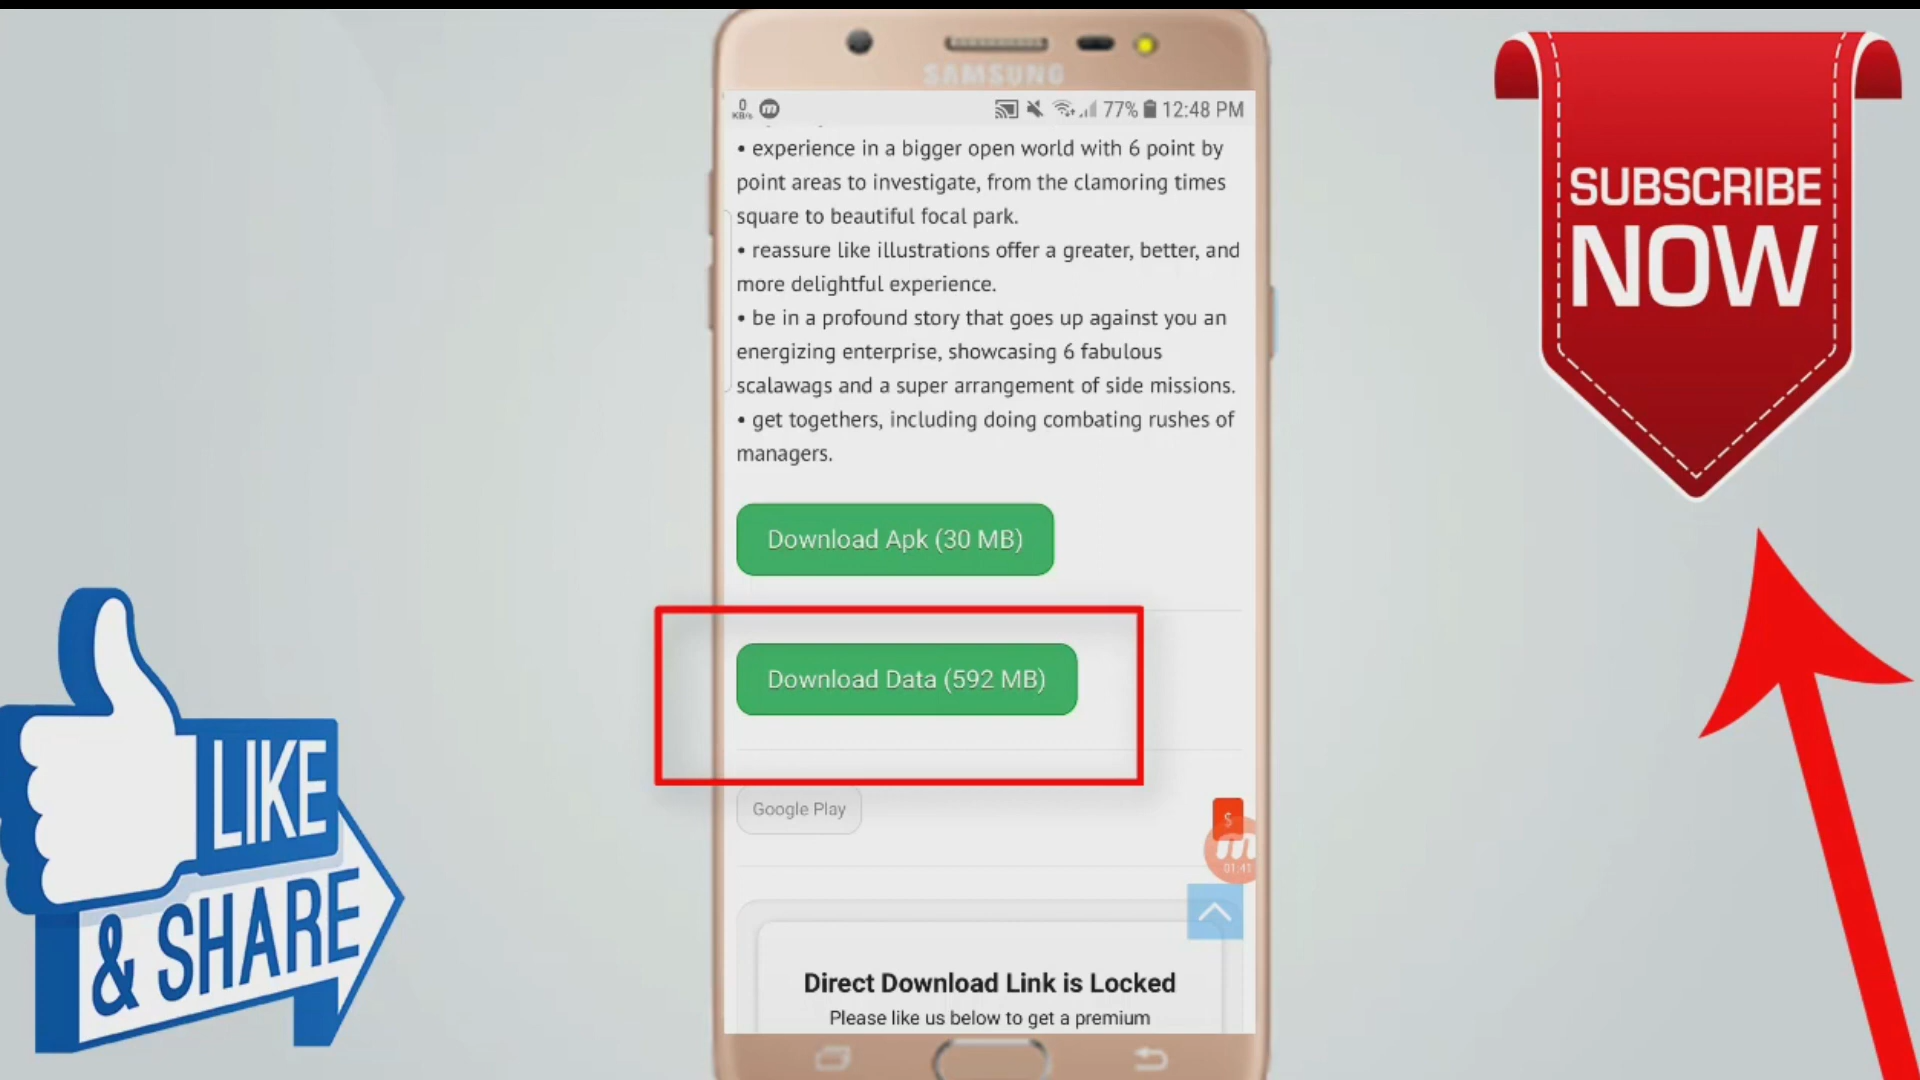 SAMSUNG
0
KB/s
77%
12:48 PM
• experience in a bigger open world with 6 point by
point areas to investigate, from the clamoring times
square to beautiful focal park.
• reassure like illustrations offer a greater, better, and
more delightful experience.
• be in a profound story that goes up against you an
energizing enterprise, showcasing 6 fabulous
scalawags and a super arrangement of side missions.
• get togethers, including doing combating rushes of
managers.
Download Apk (30 MB)
Download Data (592 MB)
Google Play
$
01:41
Direct Download Link is Locked
Please like us below to get a premium
SUBSCRIBE
NOW
LIKE
& SHARE